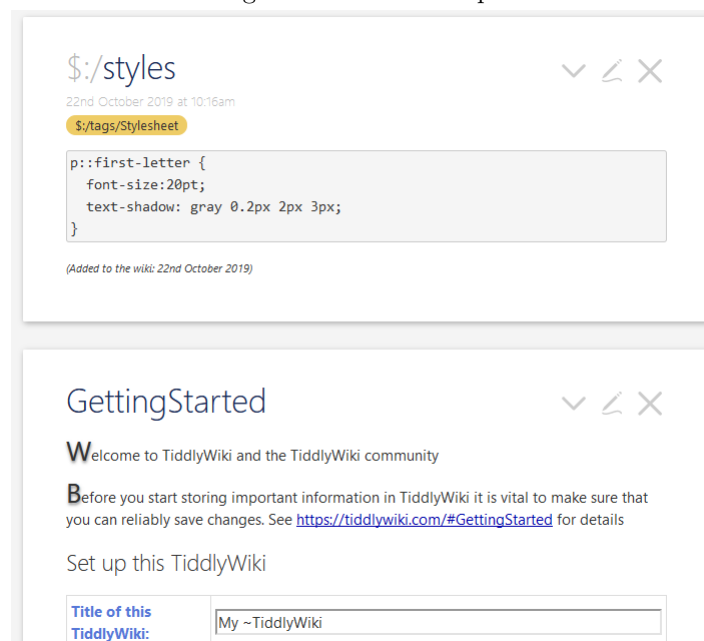 $:/styles
22nd October 2019 at 10:16am
$:/tags/Stylesheet
p::first-letter {
  font-size:20pt;
  text-shadow: gray 0.2px 2px 3px;
}
(Added to the wiki: 22nd October 2019)
GettingStarted
Welcome to TiddlyWiki and the TiddlyWiki community
Before you start storing important information in TiddlyWiki it is vital to make sure that
you can reliably save changes. See https://tiddlywiki.com/#GettingStarted for details
Set up this TiddlyWiki
Title of this
TiddlyWiki:
My ~TiddlyWiki